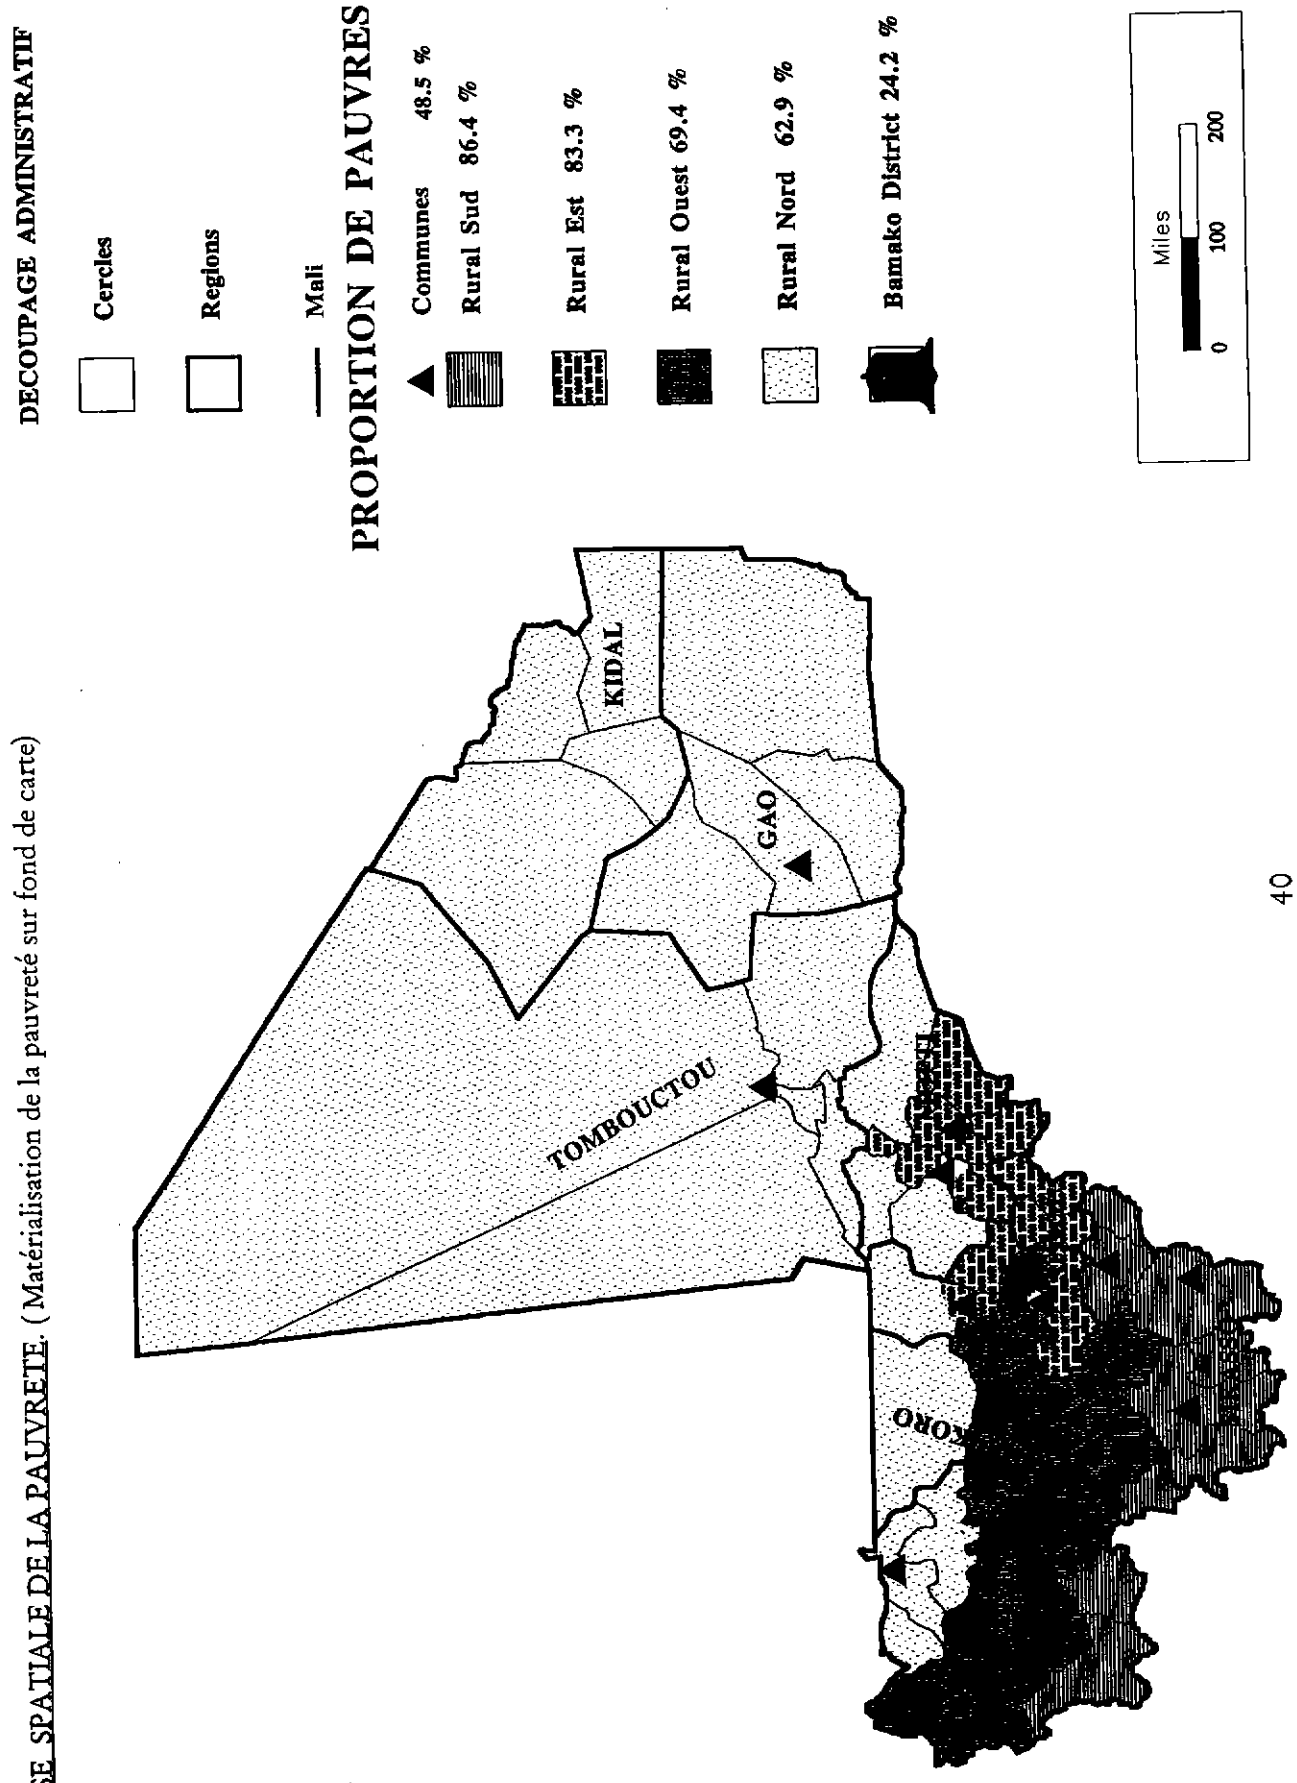 SPATIALE DE LA PAUVRETE. ( Matérialisation de la pauvreté sur fond de carte)
DECOUPAGE ADMINISTRATIF
Cercles
Regions
Mali
PROPORTION DE PAUVRES
Communes 48.5 %
Rural Sud 86.4 %
Rural Est 83.3 %
Rural Ouest 69.4 %
Rural Nord 62.9 %
Bamako District 24.2 %
Miles
0 100 200
KIDAL
GAO
TOMBOUCTOU
KORO
40